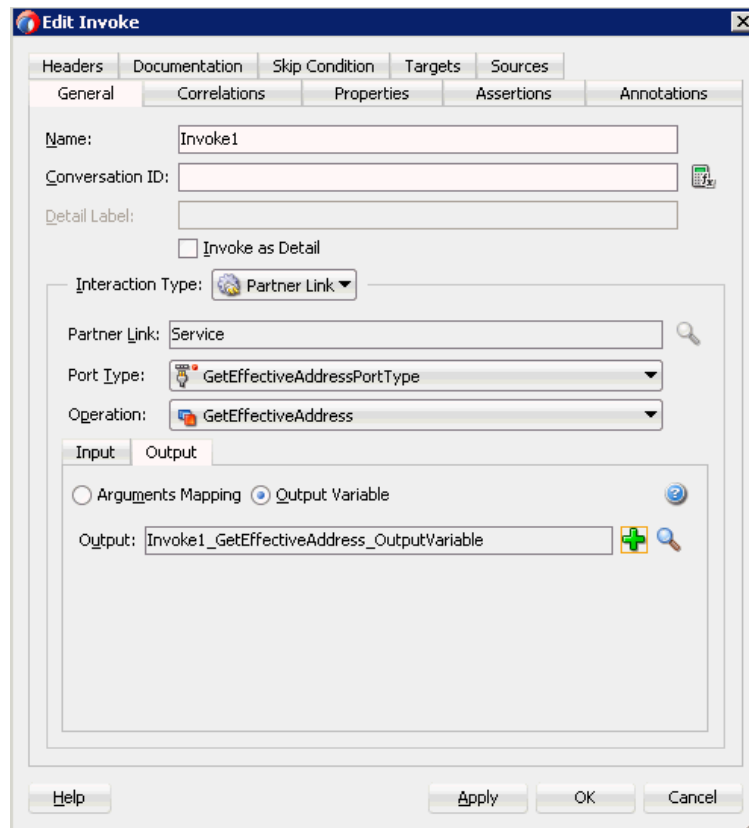 Edit Invoke
Headers Documentation Skip Condition Targets Sources
General Correlations Properties Assertions Annotations
Name: Invoke1
Conversation ID:
Detail Label:
Invoke as Detail
Interaction Type: Partner Link
Partner Link: Service
Port Type: GetEffectiveAddressPortType
Operation: GetEffectiveAddress
Input Output
Arguments Mapping Output Variable
Output: Invoke1_GetEffectiveAddress_OutputVariable
Help Apply OK Cancel